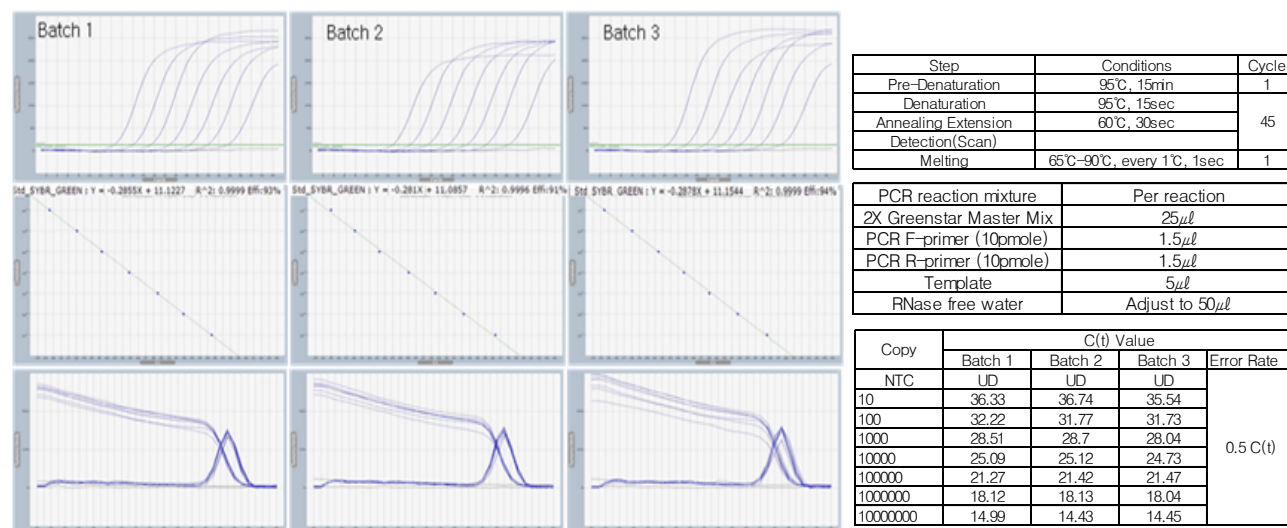 Batch 1
Batch 2
Batch 3
Std_SYBR_GREEN : Y = -0.2855X + 11.1227 R^2: 0.9999 Effi:93%
Std_SYBR_GREEN : Y = -0.281X + 11.0857 R^2: 0.9996 Effi:91%
Std_SYBR_GREEN : Y = -0.2878X + 11.1544 R^2: 0.9999 Effi:94%
Step Conditions Cycle
Pre-Denaturation 95℃, 15min 1
Denaturation 95℃, 15sec 45
Annealing Extension 60℃, 30sec
Detection(Scan)
Melting 65℃-90℃, every 1℃, 1sec 1
PCR reaction mixture Per reaction
2X Greenstar Master Mix 25㎕
PCR F-primer (10pmole) 1.5㎕
PCR R-primer (10pmole) 1.5㎕
Template 5㎕
RNase free water Adjust to 50㎕
Copy C(t) Value
Batch 1 Batch 2 Batch 3 Error Rate
NTC UD UD UD 0.5 C(t)
10 36.33 36.74 35.54
100 32.22 31.77 31.73
1000 28.51 28.7 28.04
10000 25.09 25.12 24.73
100000 21.27 21.42 21.47
1000000 18.12 18.13 18.04
10000000 14.99 14.43 14.45